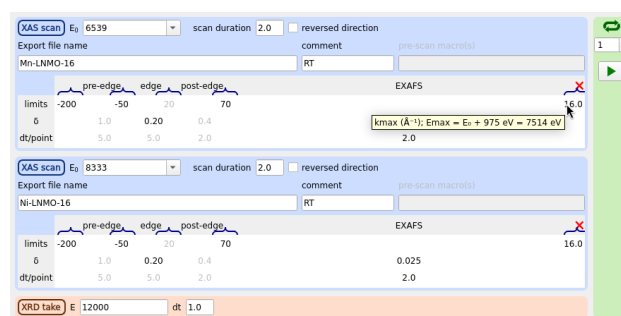 XAS scan E₀ 6539 scan duration 2.0 reversed direction
Export file name comment pre-scan macro(s)
1
Mn-LNMO-16 RT
pre-edge edge post-edge EXAFS
limits -200 -50 20 70 16.0
kmax (Å⁻¹); Emax = E₀ + 975 eV = 7514 eV
δ 1.0 0.20 0.4
dt/point 5.0 5.0 2.0 2.0
XAS scan E₀ 8333 scan duration 2.0 reversed direction
Export file name comment pre-scan macro(s)
Ni-LNMO-16 RT
pre-edge edge post-edge EXAFS
limits -200 -50 20 70 16.0
δ 1.0 0.20 0.4 0.025
dt/point 5.0 5.0 2.0 2.0
XRD take E 12000 dt 1.0